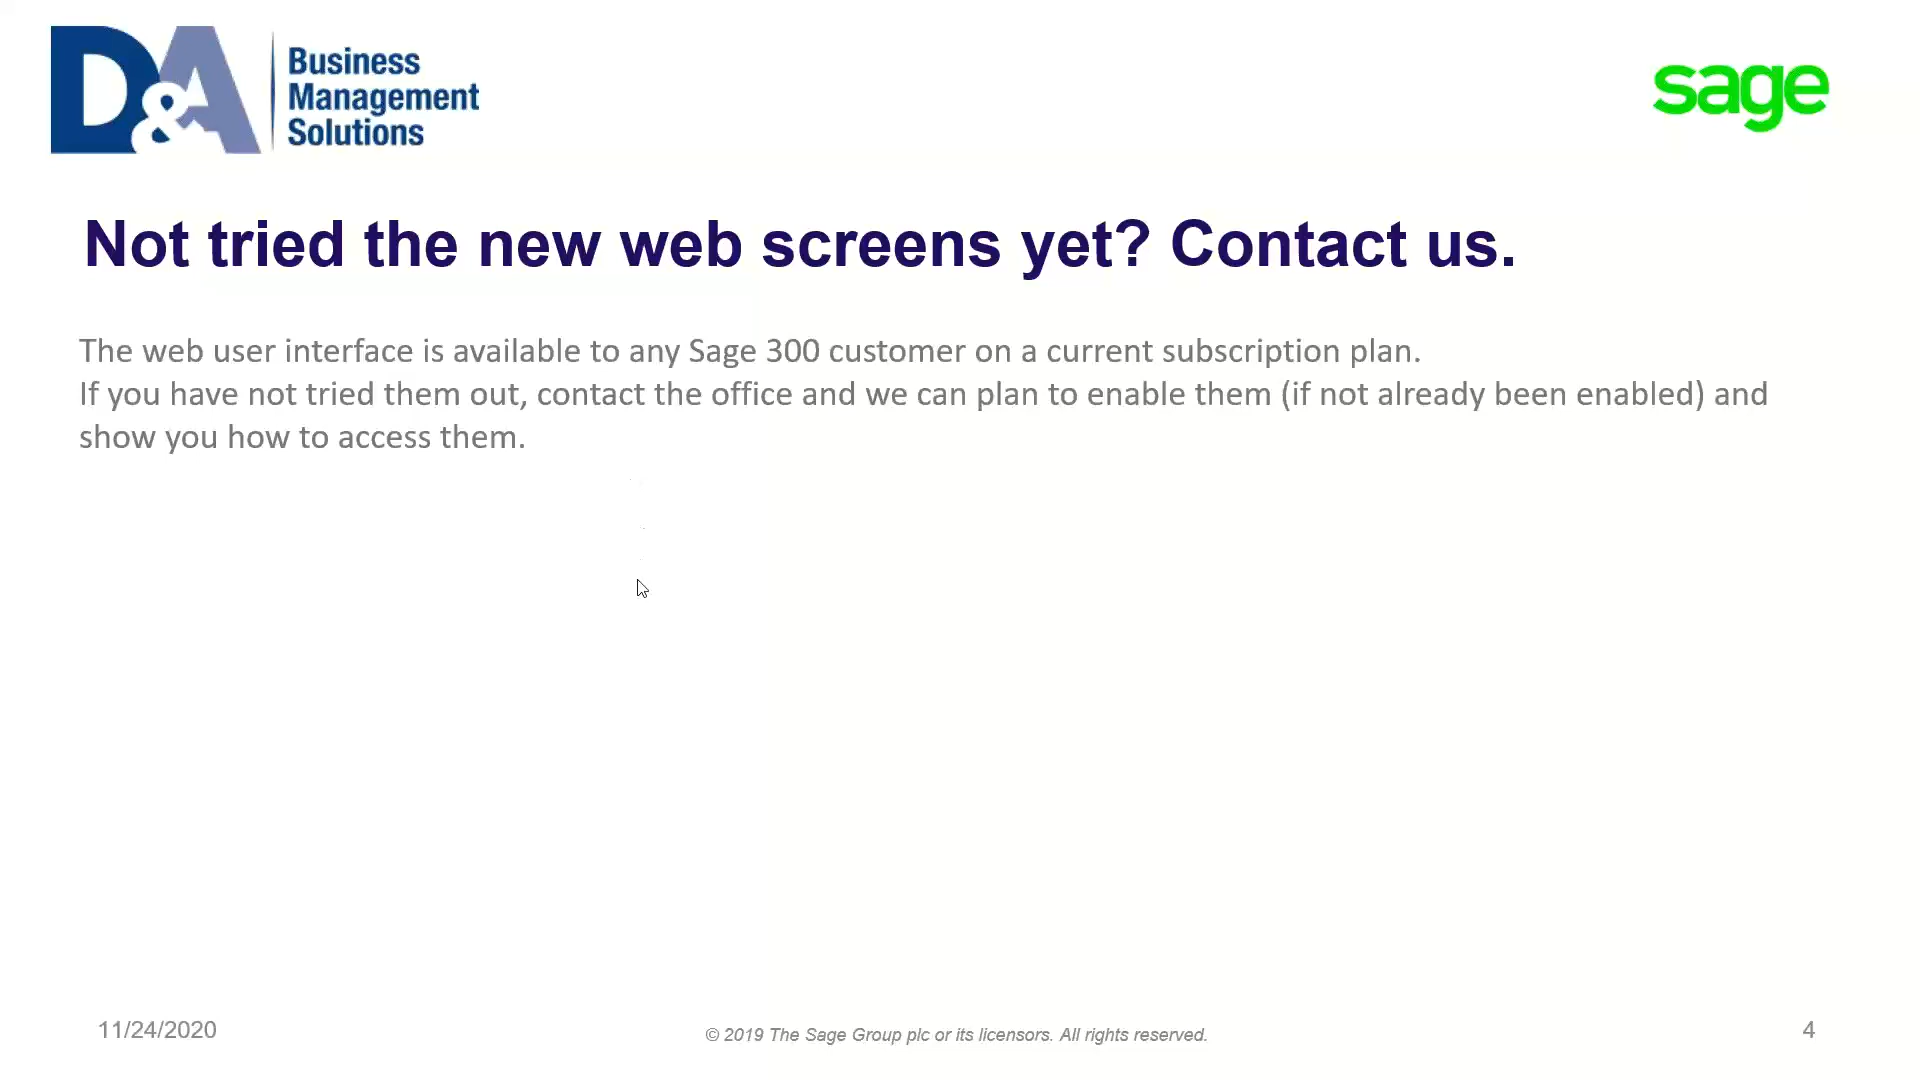 D&A
Business
Management
Solutions
sage
Not tried the new web screens yet? Contact us.
The web user interface is available to any Sage 300 customer on a current subscription plan.
If you have not tried them out, contact the office and we can plan to enable them (if not already been enabled) and
show you how to access them.
11/24/2020
© 2019 The Sage Group plc or its licensors. All rights reserved.
4